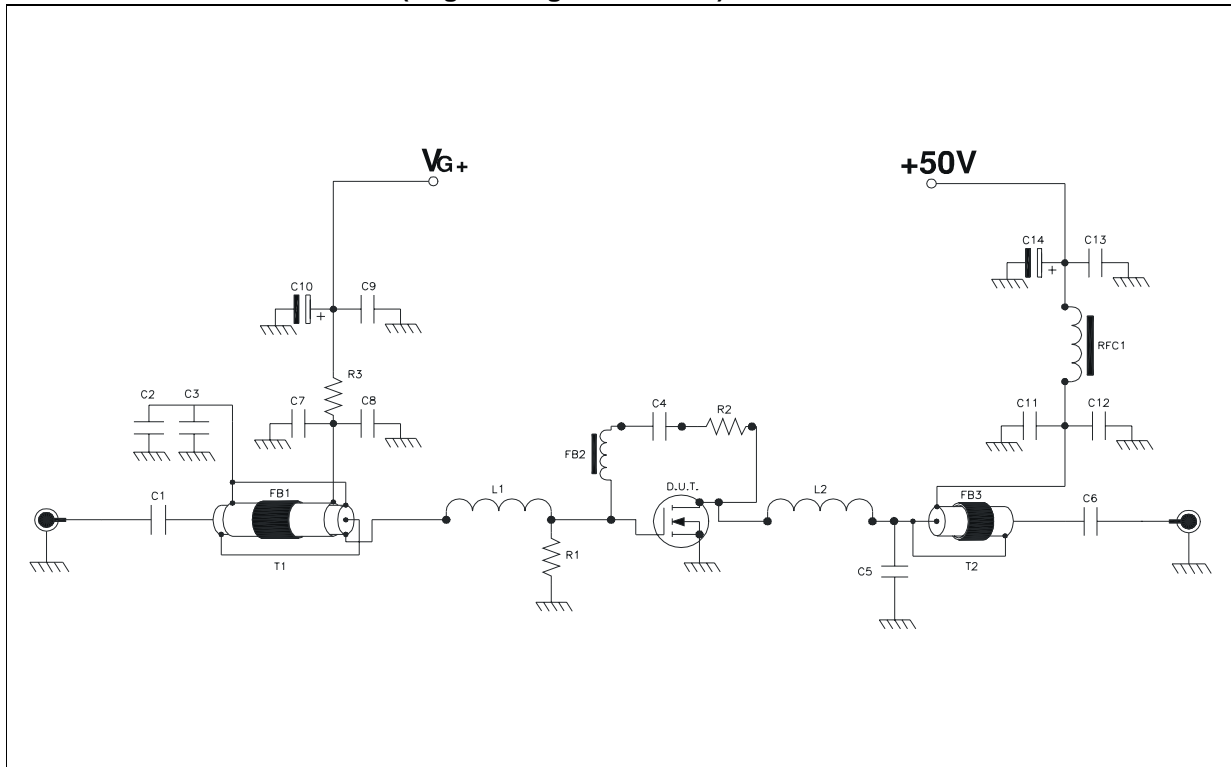 VG+
+50V
C14
C13
C10
C9
+
+
RFC1
R3
C2
C3
C7
C8
C4
R2
C11
C12
FB2
D.U.T.
L1
L2
C1
FB1
FB3
C6
R1
T1
C5
T2